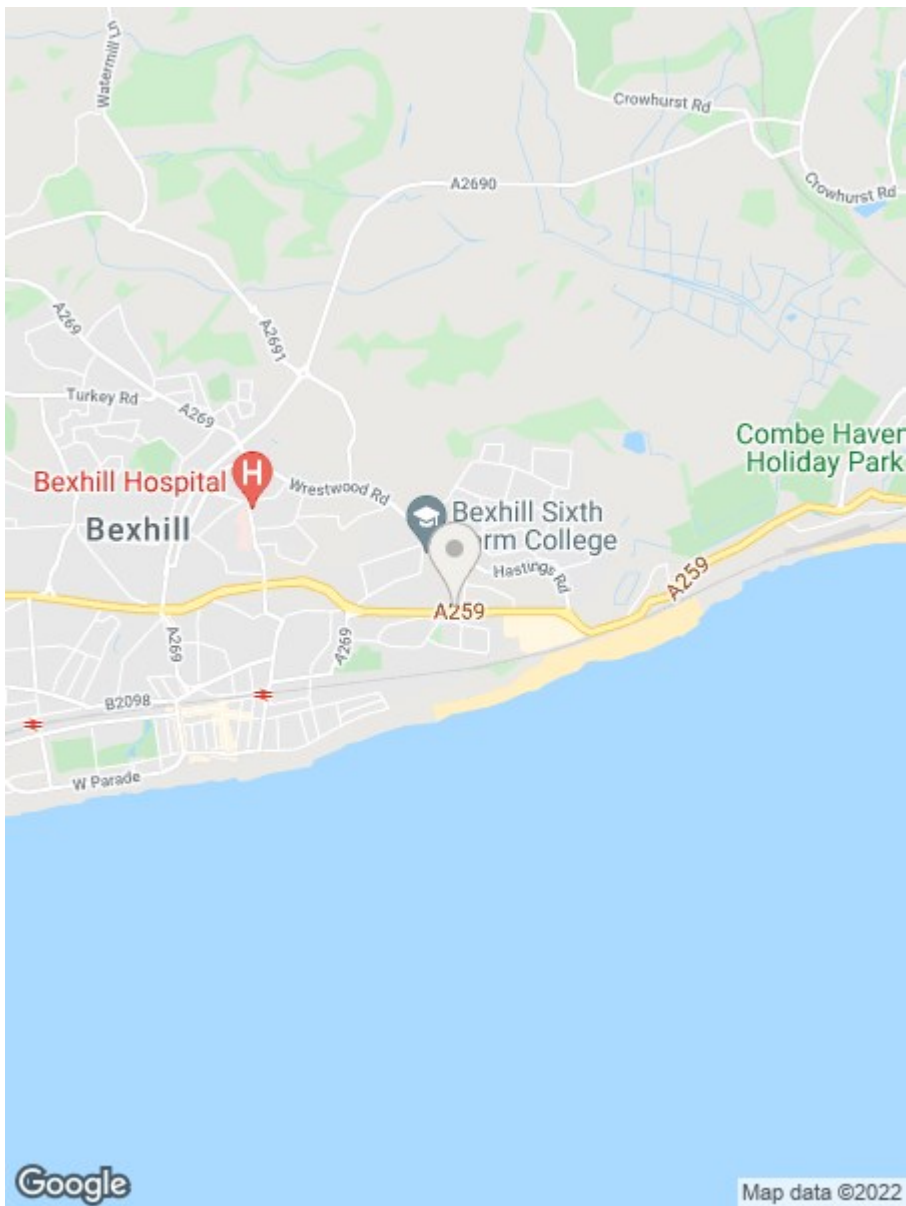 Watermill Ln
Crowhurst Rd
A2690
Crowhurst Rd
A269
A2691
Turkey Rd
A269
Combe Haven
Holiday Park
Bexhill Hospital
H
Wrestwood Rd
Bexhill Sixth
Form College
Bexhill
Hastings Rd
A259
A259
A269
A269
B2098
W Parade
Google
Map data ©2022